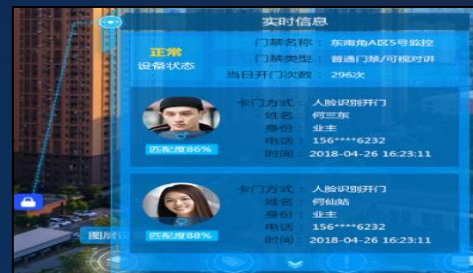 实时信息
正常
设备状态
门禁名称： 东南角A区5号监控
门禁类型： 普通门禁/可视对讲
当日开门次数： 296次
卡门方式： 人脸识别开门
姓名： 何三东
身份： 业主
电话： 156****6232
时间： 2018-04-26 16:23:11
匹配度86%
卡门方式： 人脸识别开门
姓名： 何仙姑
身份： 业主
电话： 156****6232
时间： 2018-04-26 16:23:11
匹配度88%
图层